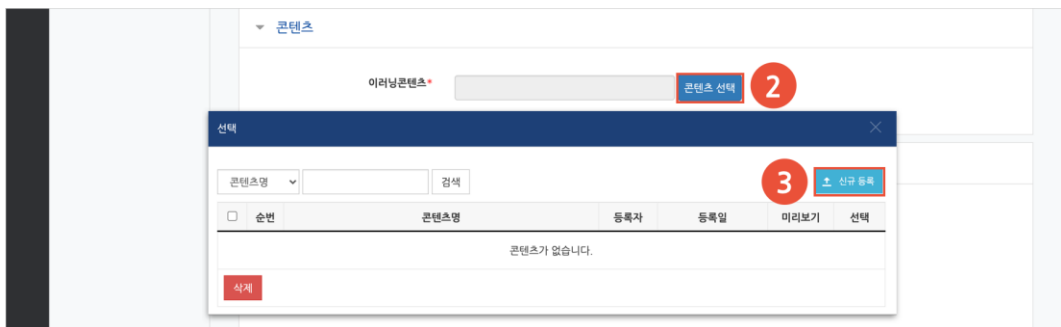 콘텐츠
이러닝콘텐츠*
콘텐츠 선택
2
선택
콘텐츠명
검색
3
신규 등록
순번 콘텐츠명 등록자 등록일 미리보기 선택
콘텐츠가 없습니다.
삭제